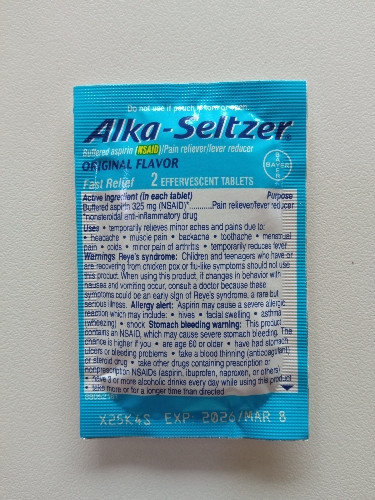 Do not use if pouch is torn or open.
Alka-Seltzer
Buffered aspirin (NSAID)/Pain reliever/fever reducer
BAYER
BAYER
ORIGINAL FLAVOR
Fast Relief 2 EFFERVESCENT TABLETS
Active ingredient (in each tablet) Purpose
Buffered aspirin 325 mg (NSAID)*..........Pain reliever/fever reducer
*nonsteroidal anti-inflammatory drug
Uses • temporarily relieves minor aches and pains due to:
• headache • muscle pain • backache • toothache • menstrual
pain • colds • minor pain of arthritis • temporarily reduces fever
Warnings Reye's syndrome: Children and teenagers who have or
are recovering from chicken pox or flu-like symptoms should not use
this product. When using this product, if changes in behavior with
nausea and vomiting occur, consult a doctor because these
symptoms could be an early sign of Reye's syndrome, a rare but
serious illness. Allergy alert: Aspirin may cause a severe allergic
reaction which may include: • hives • facial swelling • asthma
(wheezing) • shock Stomach bleeding warning: This product
contains an NSAID, which may cause severe stomach bleeding. The
chance is higher if you • are age 60 or older • have had stomach
ulcers or bleeding problems • take a blood thinning (anticoagulant)
or steroid drug • take other drugs containing prescription or
nonprescription NSAIDs (aspirin, ibuprofen, naproxen, or others)
• have 3 or more alcoholic drinks every day while using this product
• take more or for a longer time than directed
X25K4S EXP. 2026/MAR 8